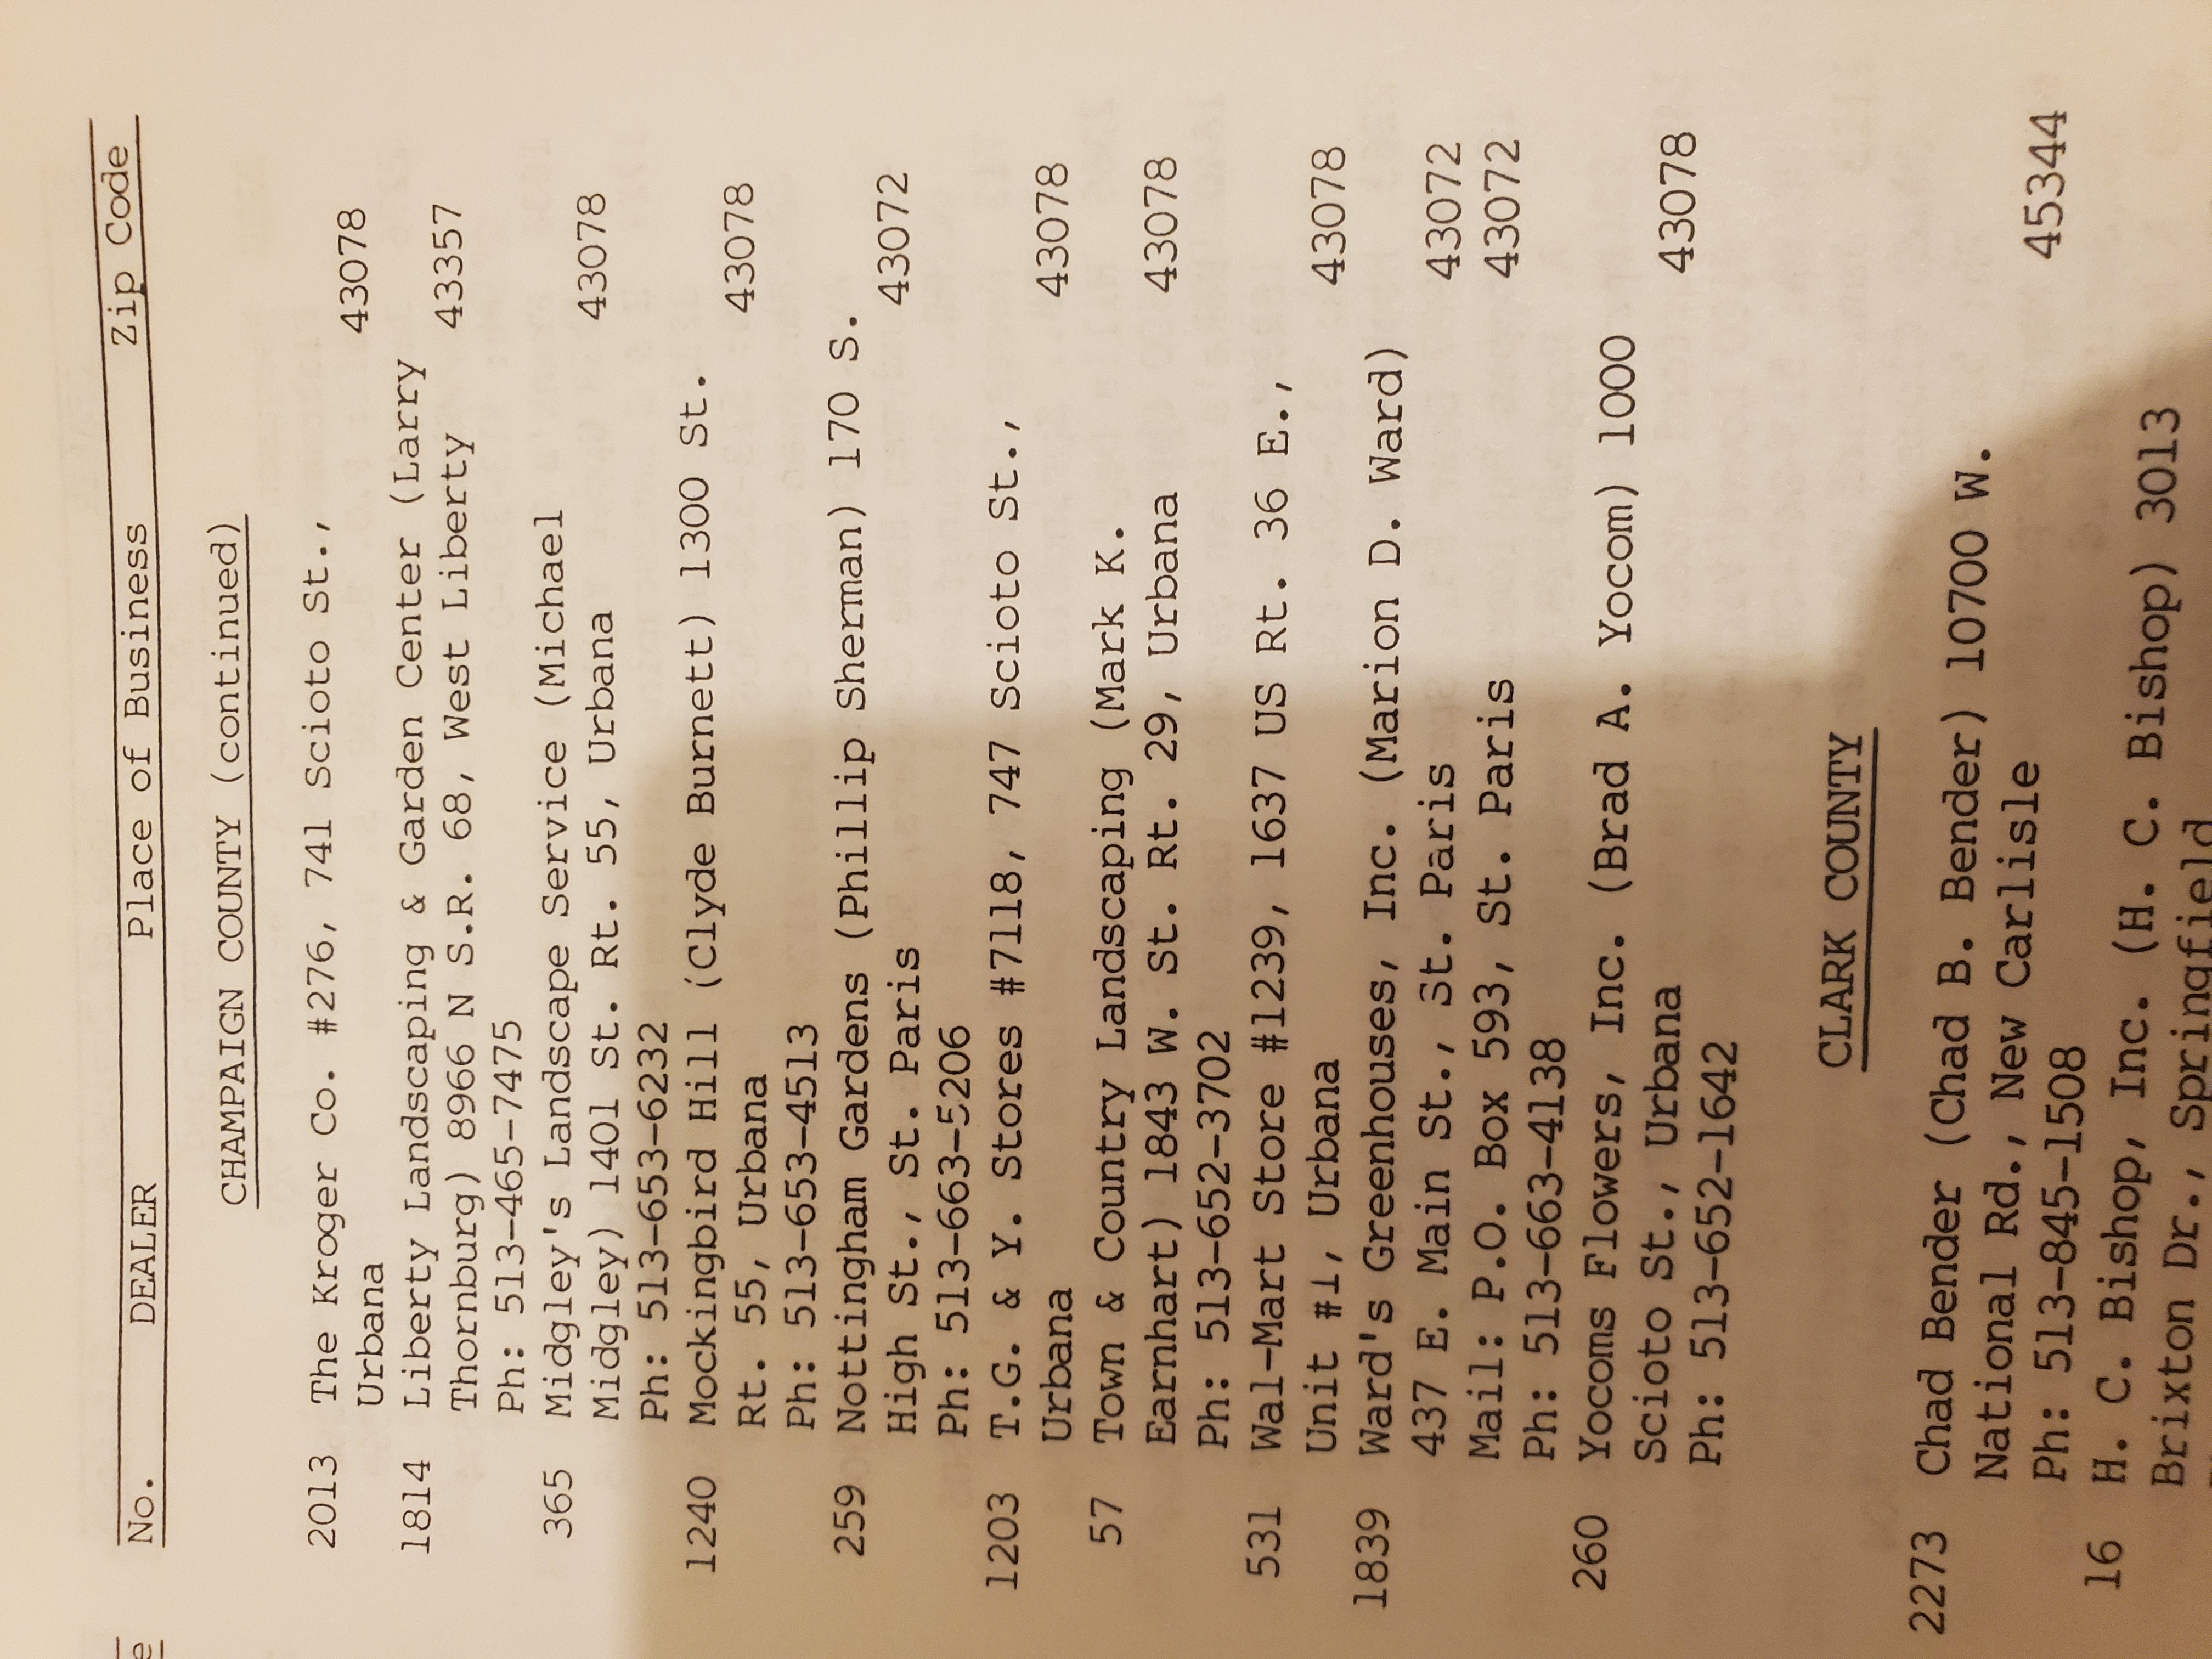 No. DEALER Place of Business Zip Code
CHAMPAIGN COUNTY (continued)
2013 The Kroger Co. #276, 741 Scioto St.,
Urbana 43078
1814 Liberty Landscaping & Garden Center (Larry
Thornburg) 8966 N S.R. 68, West Liberty 43357
Ph: 513-465-7475
365 Midgley's Landscape Service (Michael
Midgley) 1401 St. Rt. 55, Urbana 43078
Ph: 513-653-6232
1240 Mockingbird Hill (Clyde Burnett) 1300 St.
Rt. 55, Urbana 43078
Ph: 513-653-4513
259 Nottingham Gardens (Phillip Sherman) 170 S.
High St., St. Paris 43072
Ph: 513-663-5206
1203 T.G. & Y. Stores #7118, 747 Scioto St.,
Urbana 43078
57 Town & Country Landscaping (Mark K.
Earnhart) 1843 W. St. Rt. 29, Urbana 43078
Ph: 513-652-3702
531 Wal-Mart Store #1239, 1637 US Rt. 36 E.,
Unit #1, Urbana 43078
1839 Ward's Greenhouses, Inc. (Marion D. Ward)
437 E. Main St., St. Paris 43072
Mail: P.O. Box 593, St. Paris 43072
Ph: 513-663-4138
260 Yocoms Flowers, Inc. (Brad A. Yocom) 1000
Scioto St., Urbana 43078
Ph: 513-652-1642
CLARK COUNTY
2273 Chad Bender (Chad B. Bender) 10700 W.
National Rd., New Carlisle 45344
Ph: 513-845-1508
16 H. C. Bishop, Inc. (H. C. Bishop) 3013
Brixton Dr., Springfield